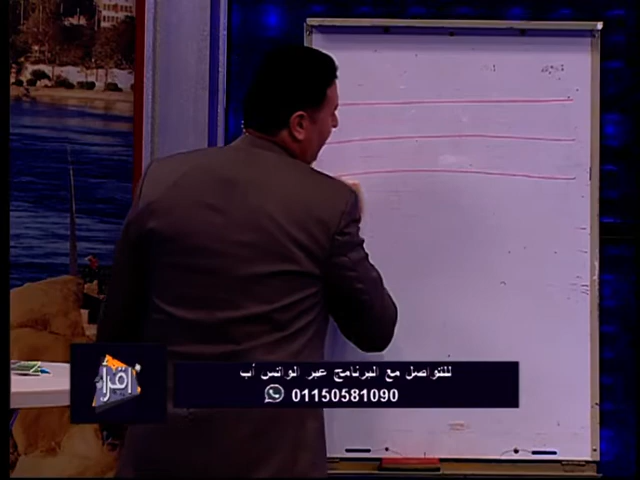 للتواصل مع البرنامج عبر الواتس أب
01150581090
اقرأ